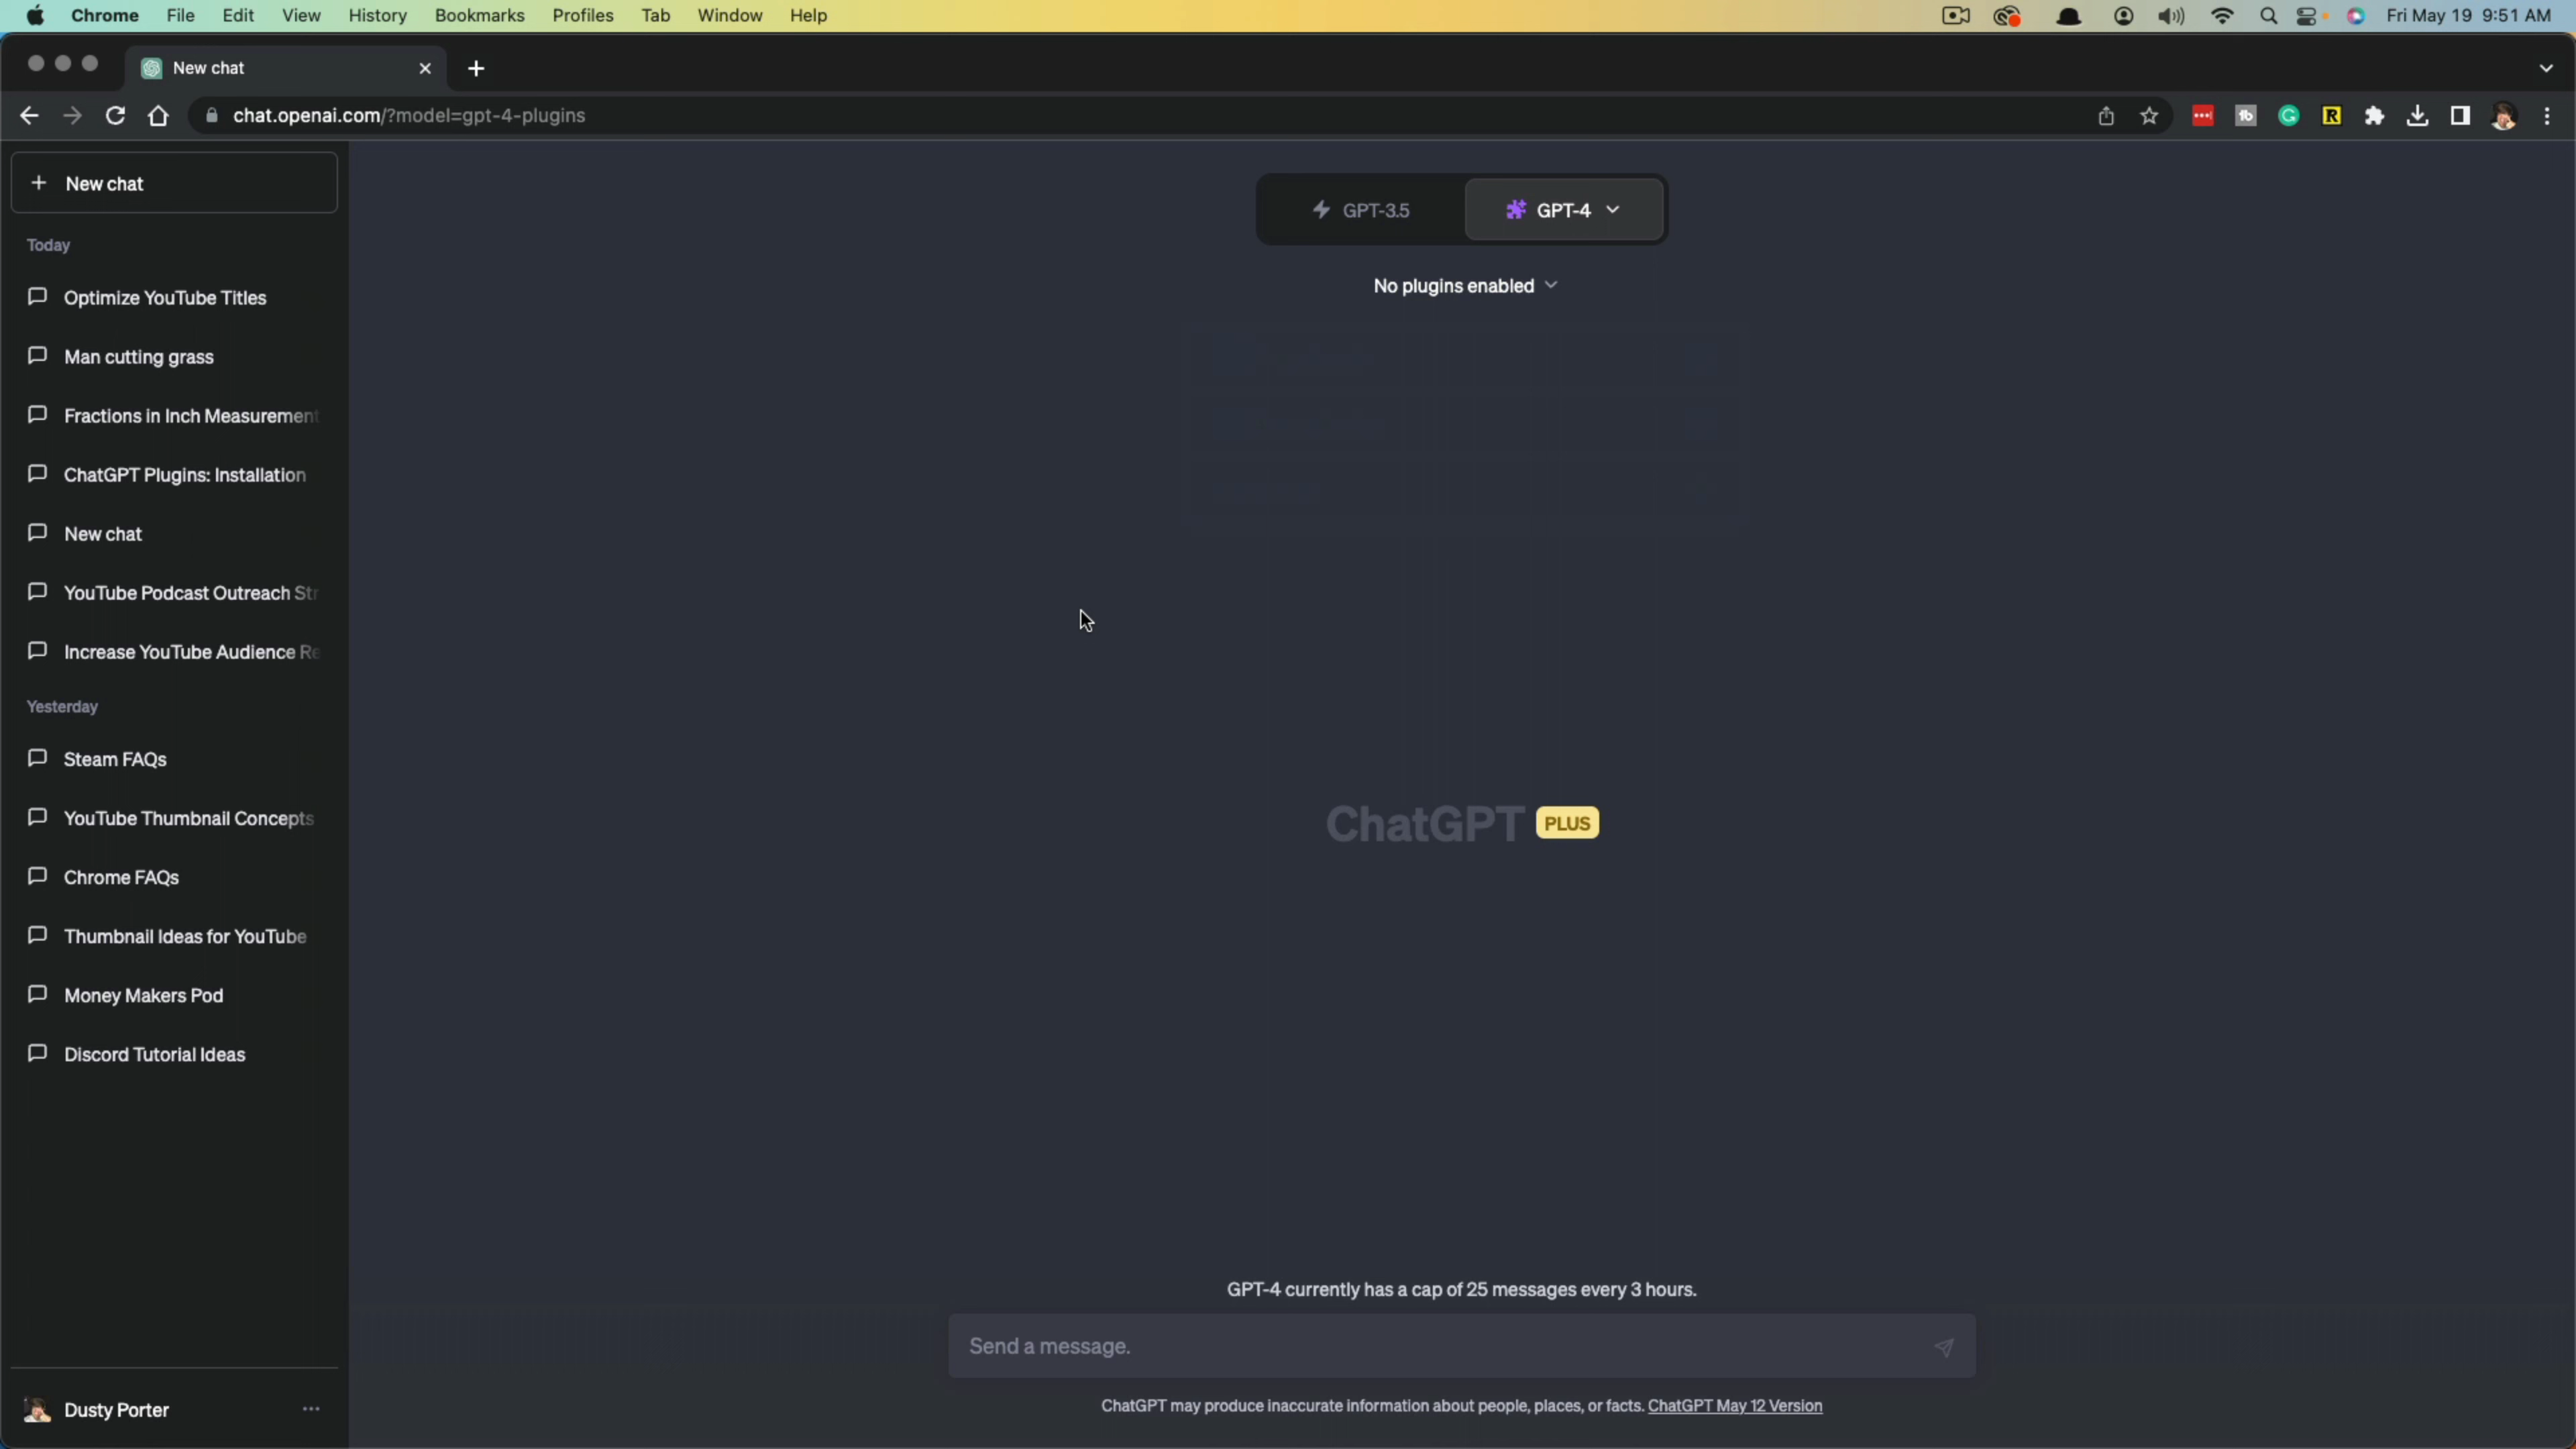 Chrome File Edit View History Bookmarks Profiles Tab Window Help Fri May 19 9:51 AM
New chat
chat.openai.com/?model=gpt-4-plugins
New chat
Today
Optimize YouTube Titles
Man cutting grass
Fractions in Inch Measurement
ChatGPT Plugins: Installation
New chat
YouTube Podcast Outreach Str
Increase YouTube Audience Re
Yesterday
Steam FAQs
YouTube Thumbnail Concepts
Chrome FAQs
Thumbnail Ideas for YouTube
Money Makers Pod
Discord Tutorial Ideas
Dusty Porter
GPT-3.5 GPT-4
No plugins enabled
ChatGPT PLUS
GPT-4 currently has a cap of 25 messages every 3 hours.
Send a message.
ChatGPT may produce inaccurate information about people, places, or facts. ChatGPT May 12 Version